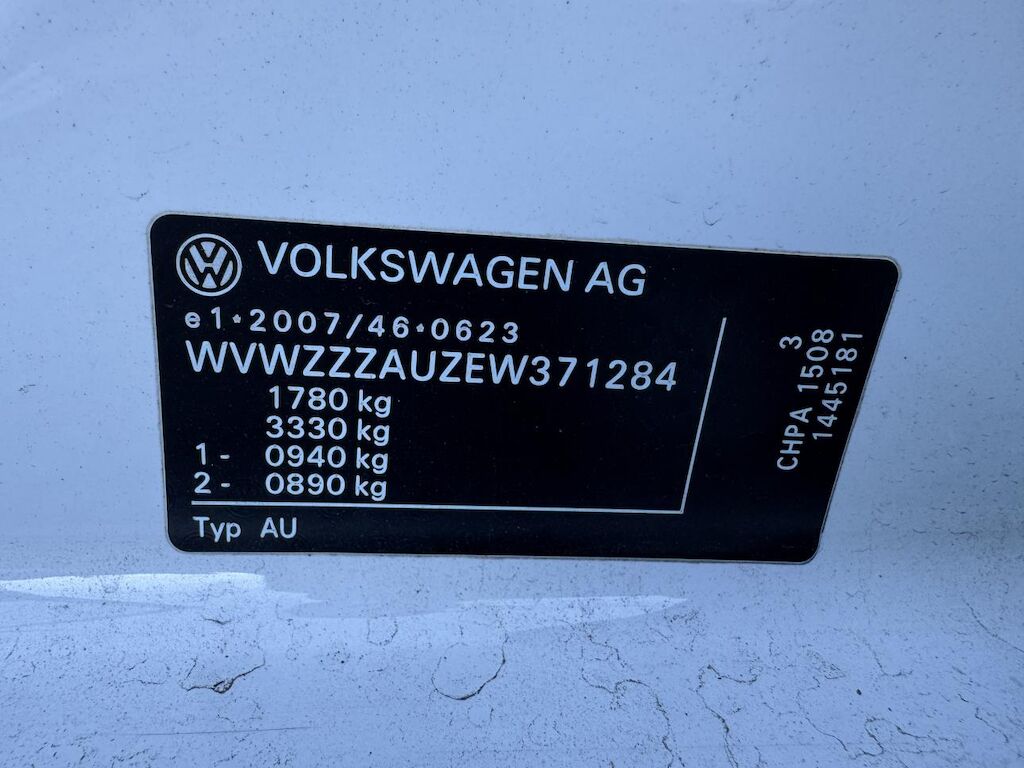 VOLKSWAGEN AG
e1*2007/46*0623
WVWZZZAUZEW371284
1780 kg
3330 kg
1- 0940 kg
2- 0890 kg
Typ AU
3
CHPA 1508
1445181